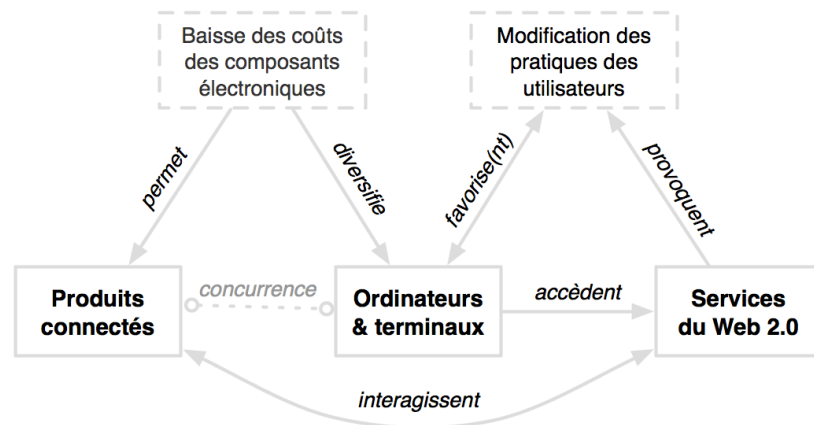 Baisse des coûts
des composants
électroniques
Modification des
pratiques des
utilisateurs
permet
diversifie
favorise(nt)
provoquent
Produits
connectés
concurrence
Ordinateurs
& terminaux
accèdent
Services
du Web 2.0
interagissent